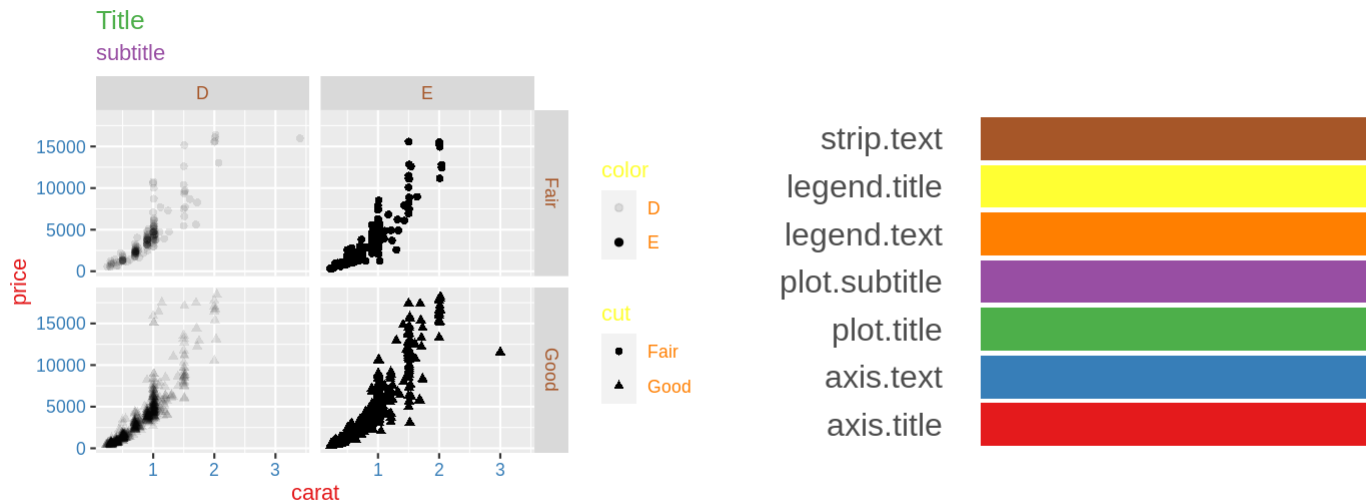 Title
subtitle
D
E
15000
10000
5000
0
Fair
price
15000
10000
5000
0
Good
1
2
3
1
2
3
carat
color
D
E
cut
Fair
Good
strip.text
legend.title
legend.text
plot.subtitle
plot.title
axis.text
axis.title